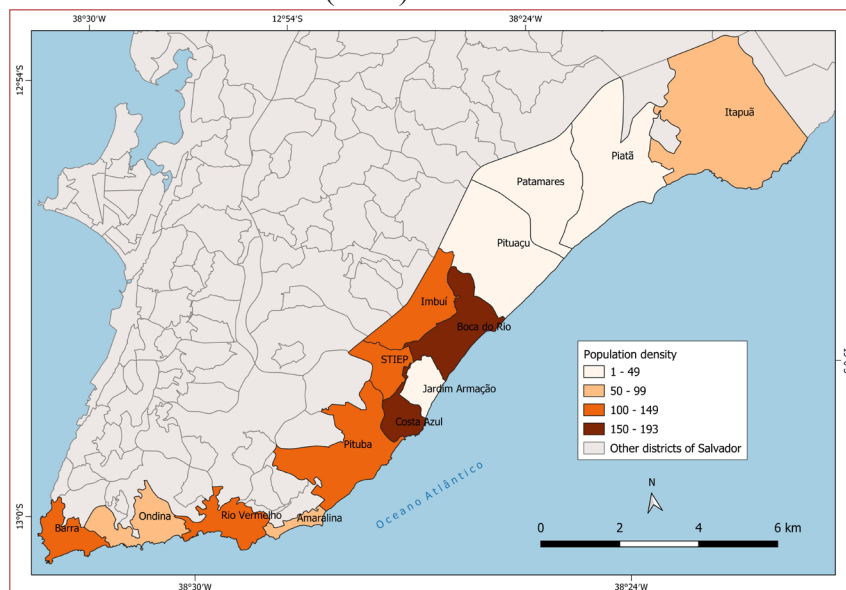 38°30'W
12°54'S
38°24'W
12°54'S
Itapuã
Piatã
Patamares
Pituaçu
Imbuí
Boca do Rio
STIEP
Jardim Armação
Costa Azul
Pituba
Population density
1 - 49
50 - 99
100 - 149
150 - 193
Other districts of Salvador
Oceano Atlântico
N
0 2 4 6 km
13°0'S
Barra
Ondina
Rio Vermelho
Amaralina
38°30'W
38°24'W